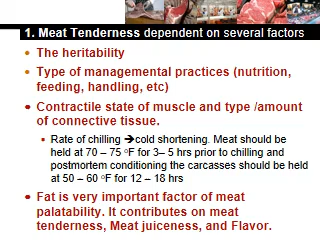 1. Meat Tenderness dependent on several factors
• The heritability
• Type of managemental practices (nutrition,
feeding, handling, etc)
• Contractile state of muscle and type /amount
of connective tissue.
▪ Rate of chilling ➔cold shortening. Meat should be
held at 70 – 75 °F for 3– 5 hrs prior to chilling and
postmortem conditioning the carcasses should be held
at 50 – 60 °F for 12 – 18 hrs
• Fat is very important factor of meat
palatability. It contributes on meat
tenderness, Meat juiceness, and Flavor.